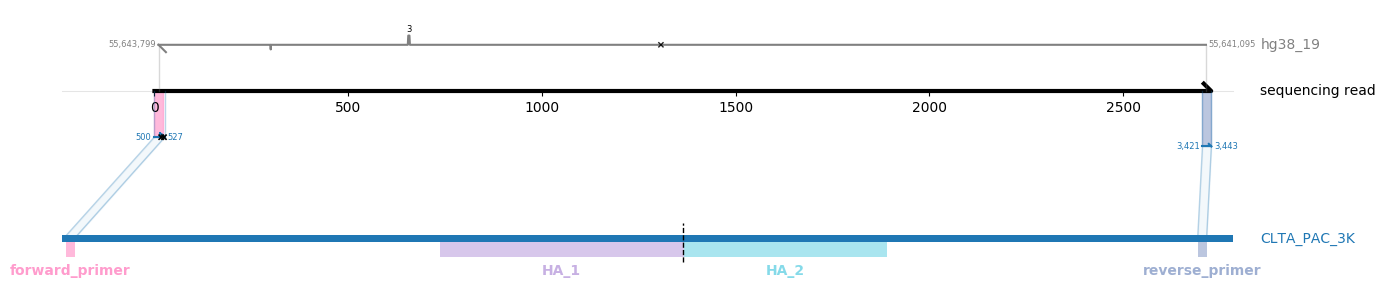 3
55,643,799 55,641,095 hg38_19
sequencing read
0 500 1000 1500 2000 2500
500 527
3,421 3,443
CLTA_PAC_3K
forward_primer HA_1 HA_2 reverse_primer